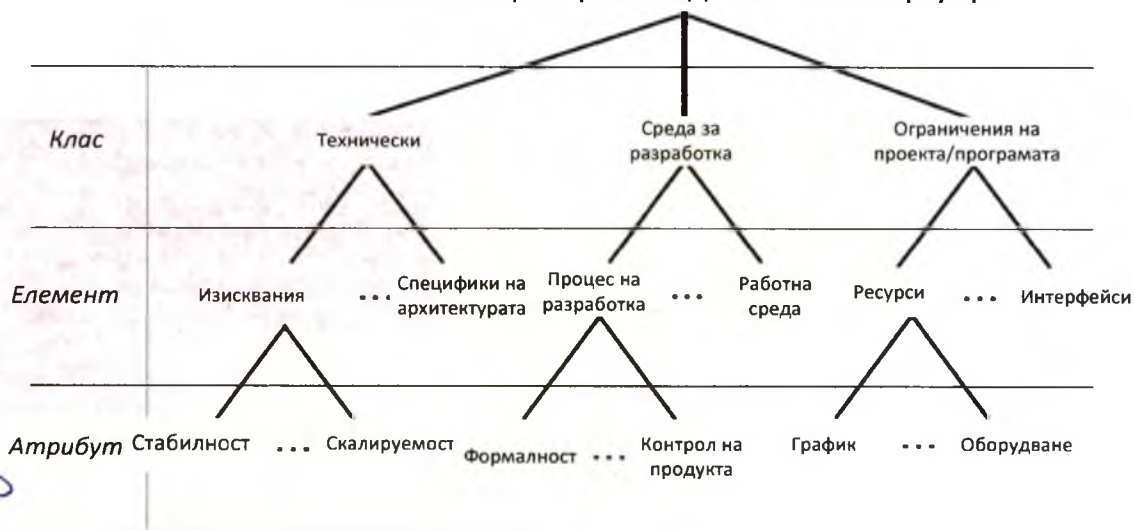 Клас
Технически
Среда за
разработка
Ограничения на
проекта/програмата
Елемент
Изисквания
...
Специфики на
архитектурата
Процес на
разработка
...
Работна
среда
Ресурси
...
Интерфейси
Атрибут
Стабилност
...
Скалируемост
Формалност
...
Контрол на
продукта
График
...
Оборудване